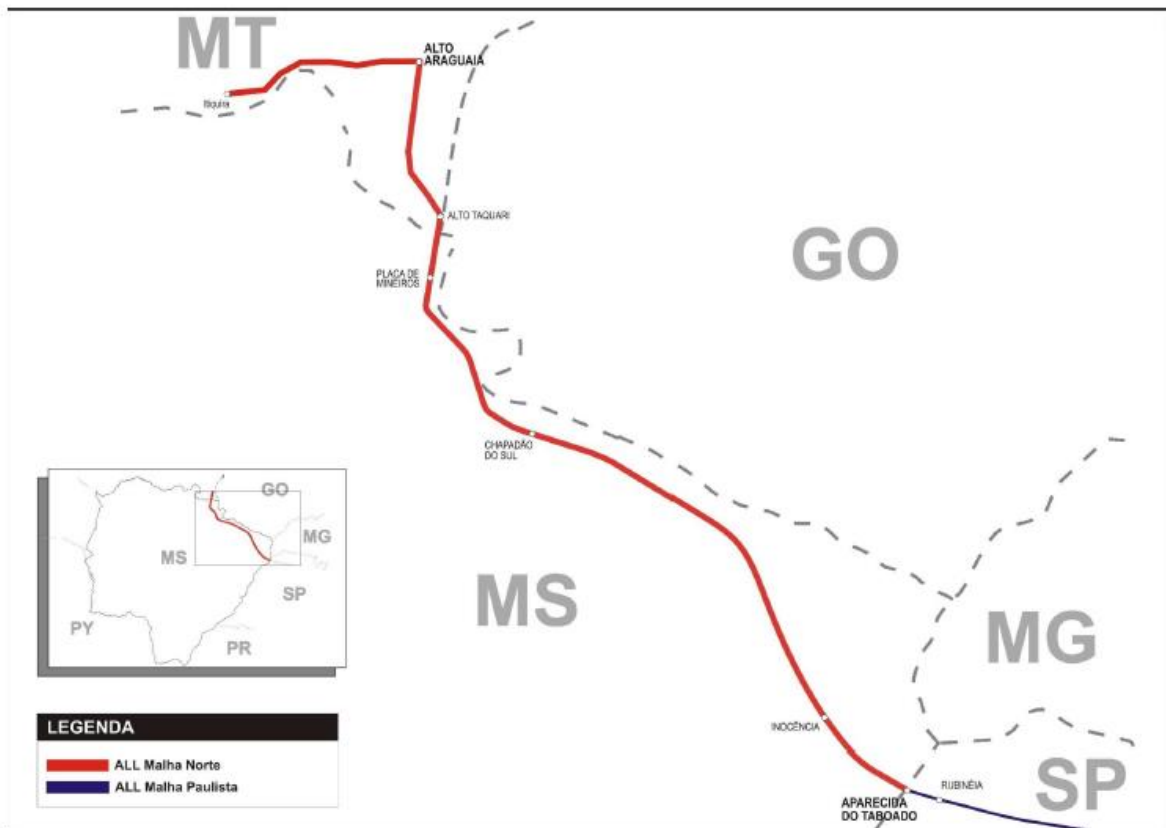 MT
ALTO
ARAGUAIA
Itiquira
ALTO TAQUARI
GO
PLACA DE
MINEIROS
CHAPADÃO
DO SUL
GO
MG
MS
SP
PY
PR
MS
MG
INOCÊNCIA
SP
RUBINÉIA
APARECIDA
DO TABOADO
LEGENDA
ALL Malha Norte
ALL Malha Paulista